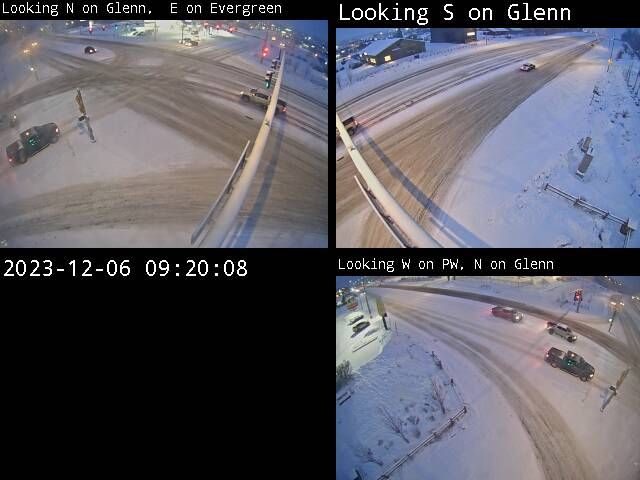 Looking N on Glenn,  E on Evergreen
Looking S on Glenn
2023-12-06 09:20:08
Looking W on PW, N on Glenn